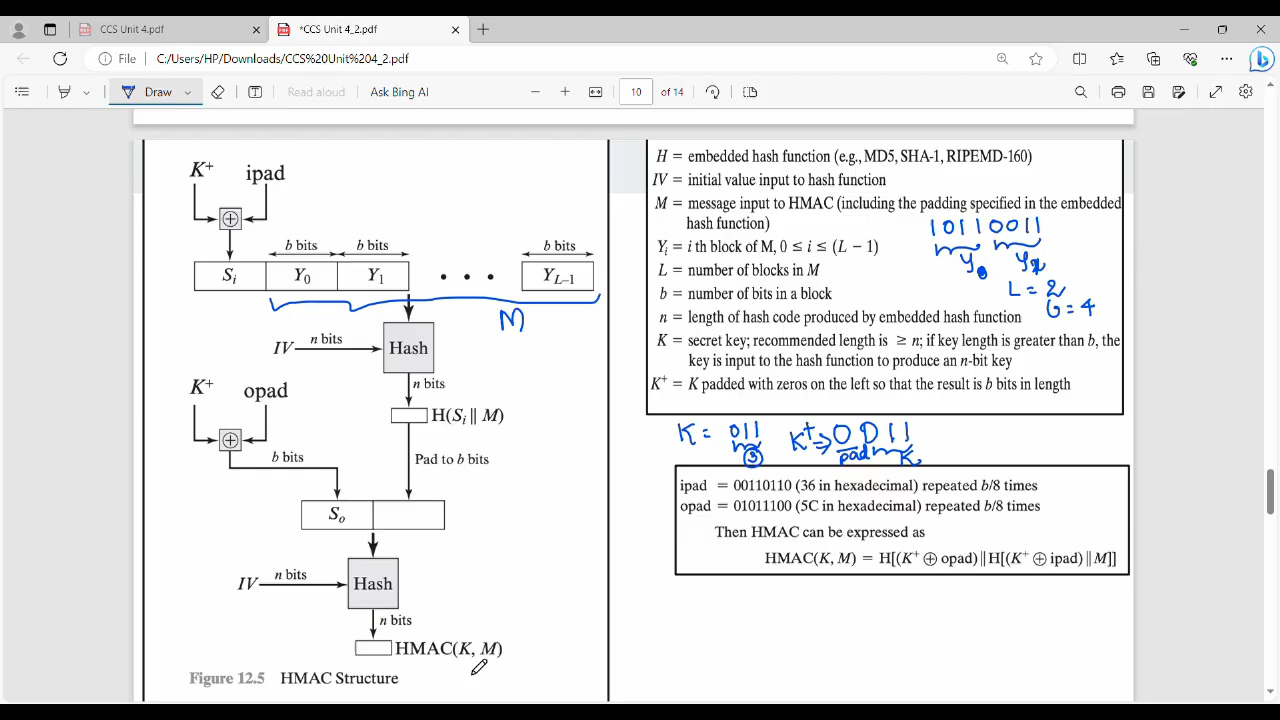 CCS Unit 4.pdf
*CCS Unit 4_2.pdf
File
C:/Users/HP/Downloads/CCS%20Unit%204_2.pdf
Draw
Read aloud
Ask Bing AI
10 of 14
K+ ipad
b bits b bits b bits
Si Y0 Y1 • • • YL–1
M
IV n bits Hash
n bits
K+ opad
H(Si || M)
b bits
Pad to b bits
So
IV n bits Hash
n bits
HMAC(K, M)
Figure 12.5 HMAC Structure
H = embedded hash function (e.g., MD5, SHA-1, RIPEMD-160)
IV = initial value input to hash function
M = message input to HMAC (including the padding specified in the embedded
hash function)
10110011
Yi = i th block of M, 0 ≤ i ≤ (L − 1)
L = number of blocks in M
L = 2
b = number of bits in a block
b = 4
n = length of hash code produced by embedded hash function
K = secret key; recommended length is ≥ n; if key length is greater than b, the
key is input to the hash function to produce an n-bit key
K+ = K padded with zeros on the left so that the result is b bits in length
K = 011 K+ ⇒ 0011
3 pad K
ipad = 00110110 (36 in hexadecimal) repeated b/8 times
opad = 01011100 (5C in hexadecimal) repeated b/8 times
Then HMAC can be expressed as
HMAC(K, M) = H[(K+ ⊕ opad) || H[(K+ ⊕ ipad) || M]]